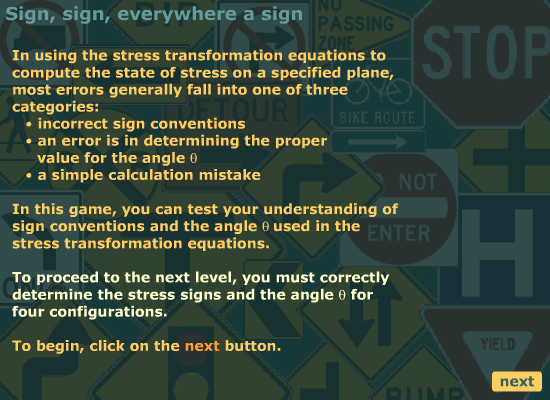 Sign, sign, everywhere a sign
In using the stress transformation equations to
compute the state of stress on a specified plane,
most errors generally fall into one of three
categories:
• incorrect sign conventions
• an error is in determining the proper
value for the angle θ
• a simple calculation mistake
In this game, you can test your understanding of
sign conventions and the angle θ used in the
stress transformation equations.
To proceed to the next level, you must correctly
determine the stress signs and the angle θ for
four configurations.
To begin, click on the next button.
next
NO
PASSING
ZONE
STOP
DIP
DETOUR
BIKE ROUTE
NOT
ENTER
H
YIELD
BUMP